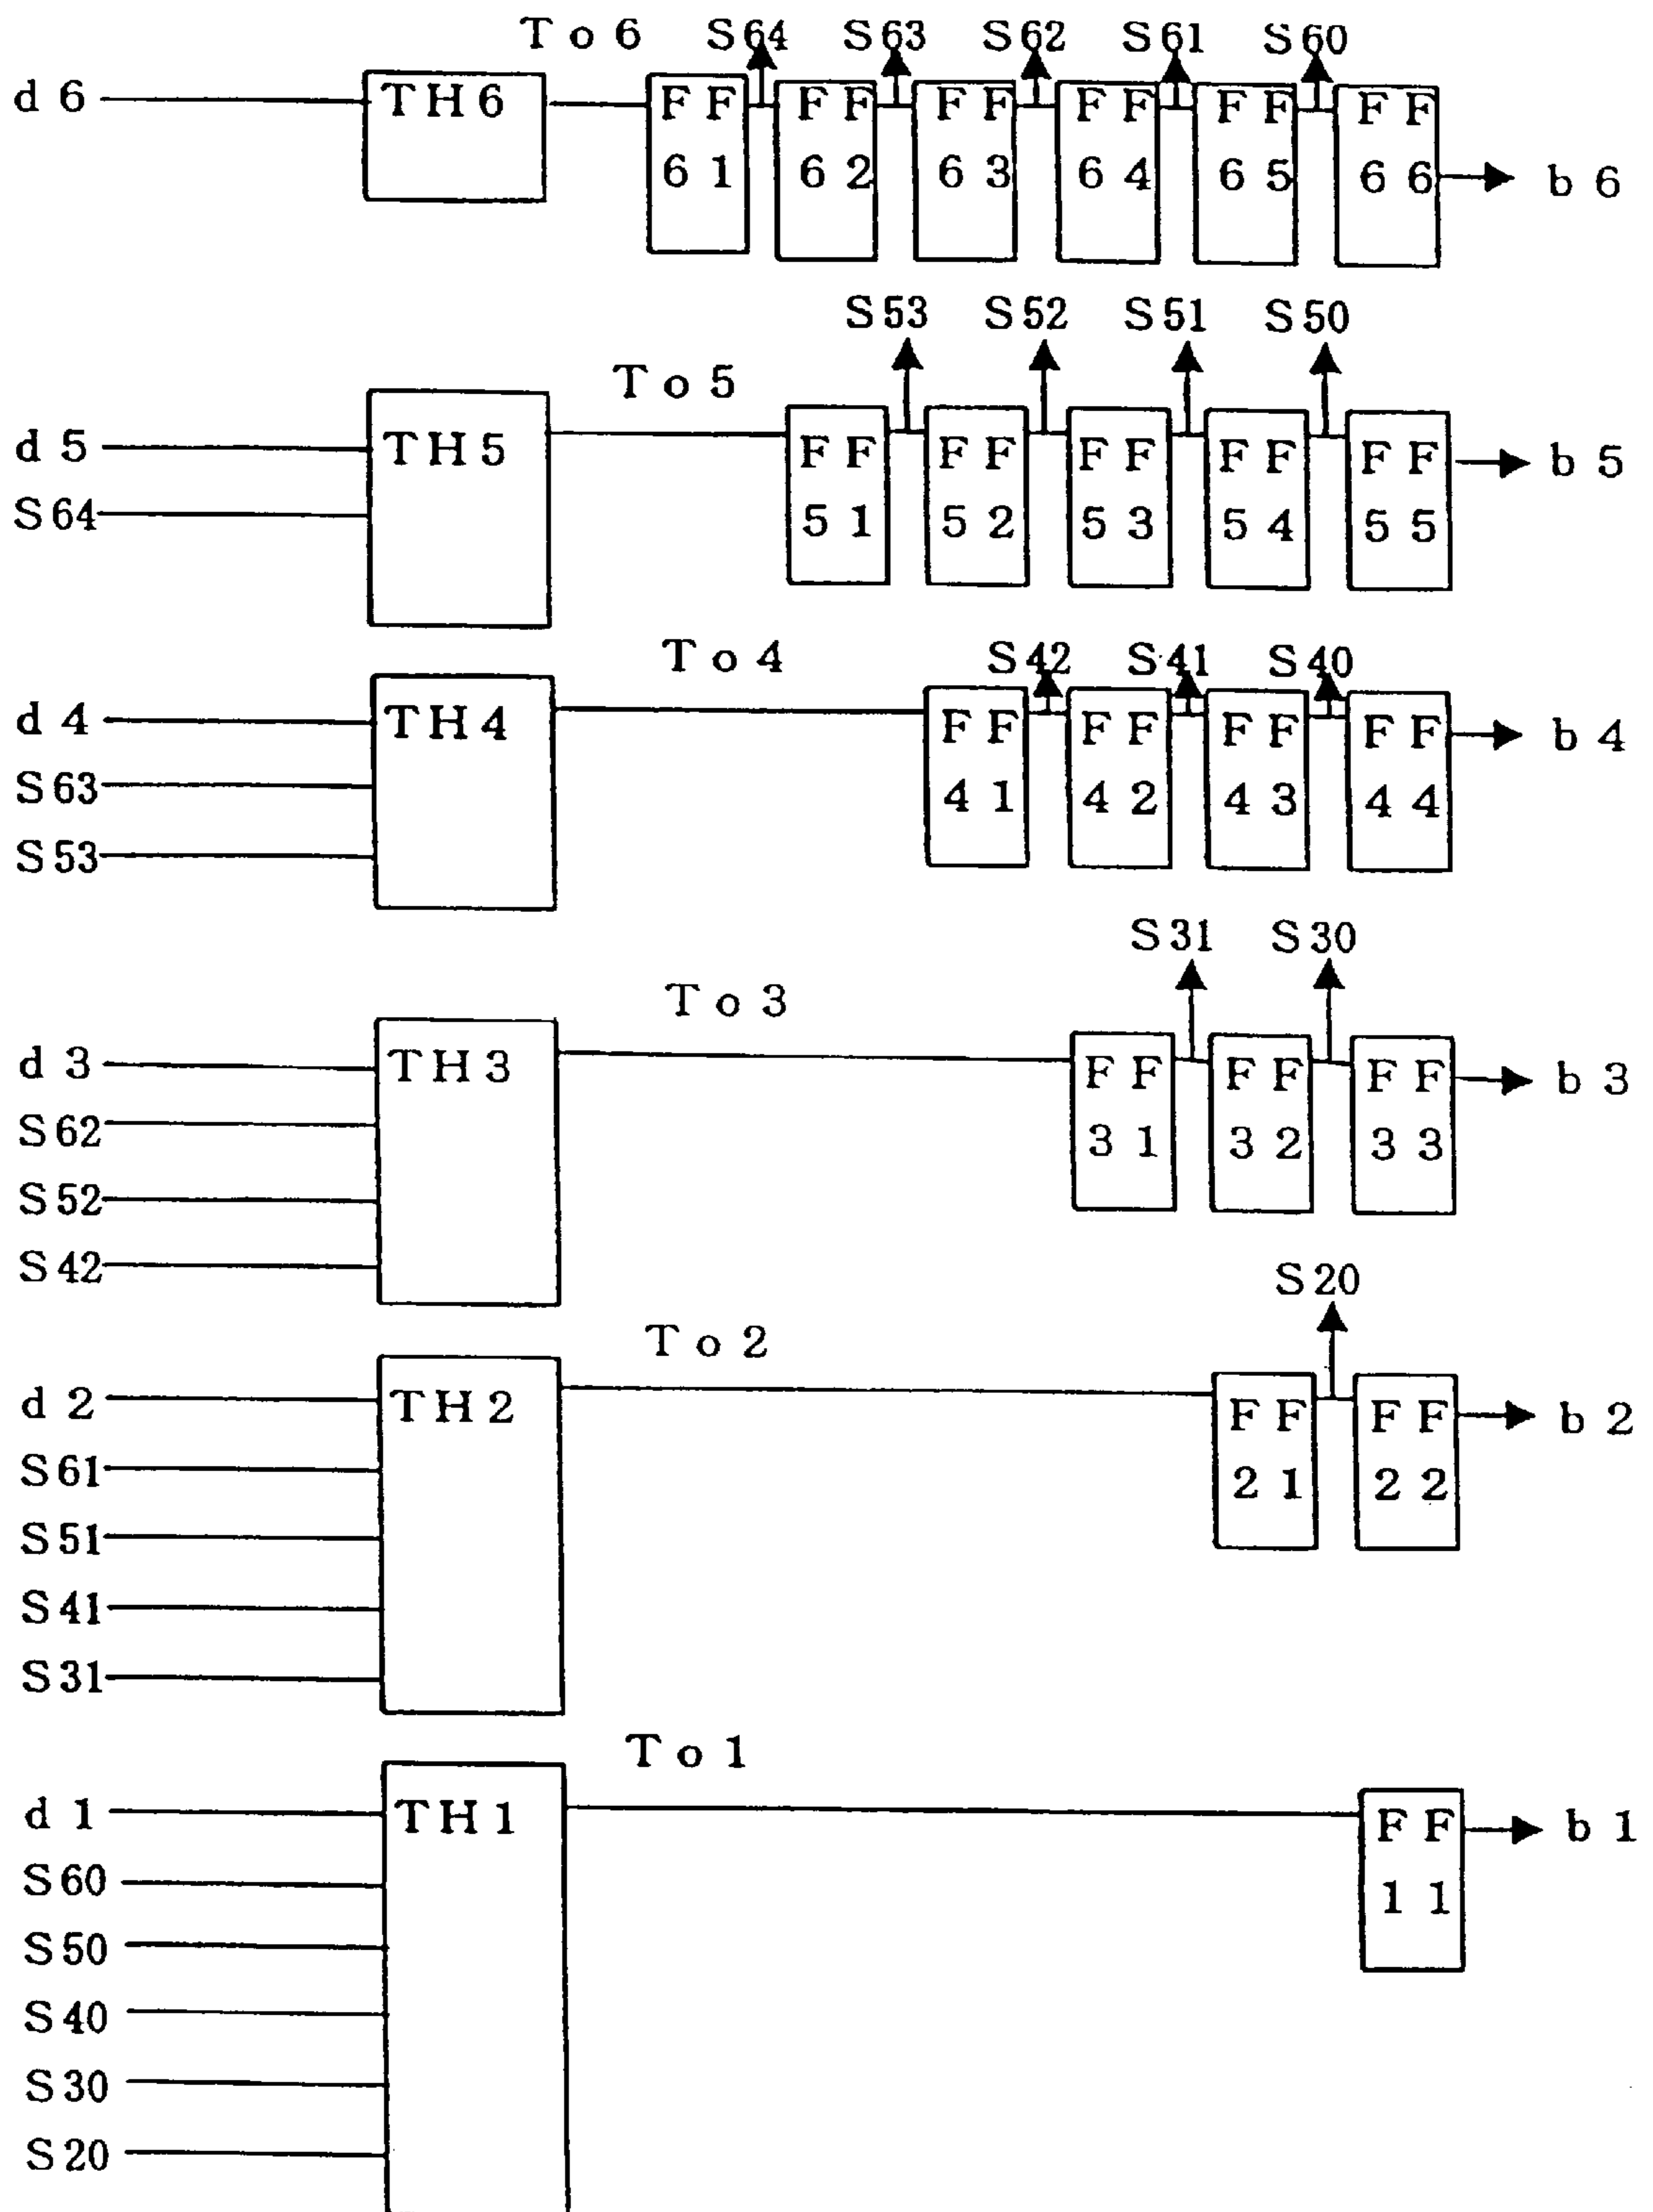 To6 S64 S63 S62 S61 S60
d6 TH6 FF FF FF FF FF FF
61 62 63 64 65 66 b6
S53 S52 S51 S50
To5
d5 TH5 FF FF FF FF FF b5
S64 51 52 53 54 55
To4 S42 S41 S40
d4 TH4 FF FF FF FF b4
S63 41 42 43 44
S53
S31 S30
To3
d3 TH3 FF FF FF b3
S62 31 32 33
S52
S42 S20
To2
d2 TH2 FF FF b2
S61 21 22
S51
S41
S31
To1
d1 TH1 FF b1
S60 11
S50
S40
S30
S20